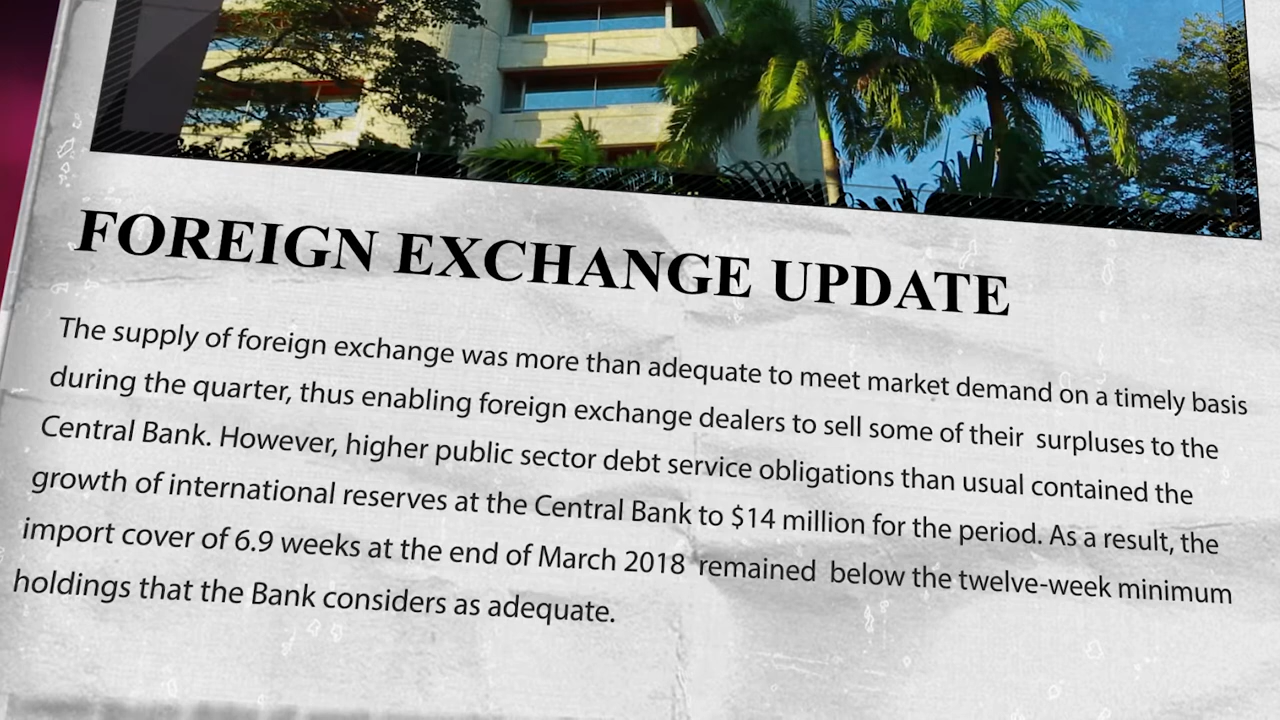 FOREIGN EXCHANGE UPDATE
The supply of foreign exchange was more than adequate to meet market demand on a timely basis
during the quarter, thus enabling foreign exchange dealers to sell some of their surpluses to the
Central Bank. However, higher public sector debt service obligations than usual contained the
growth of international reserves at the Central Bank to $14 million for the period. As a result, the
import cover of 6.9 weeks at the end of March 2018 remained below the twelve-week minimum
holdings that the Bank considers as adequate.